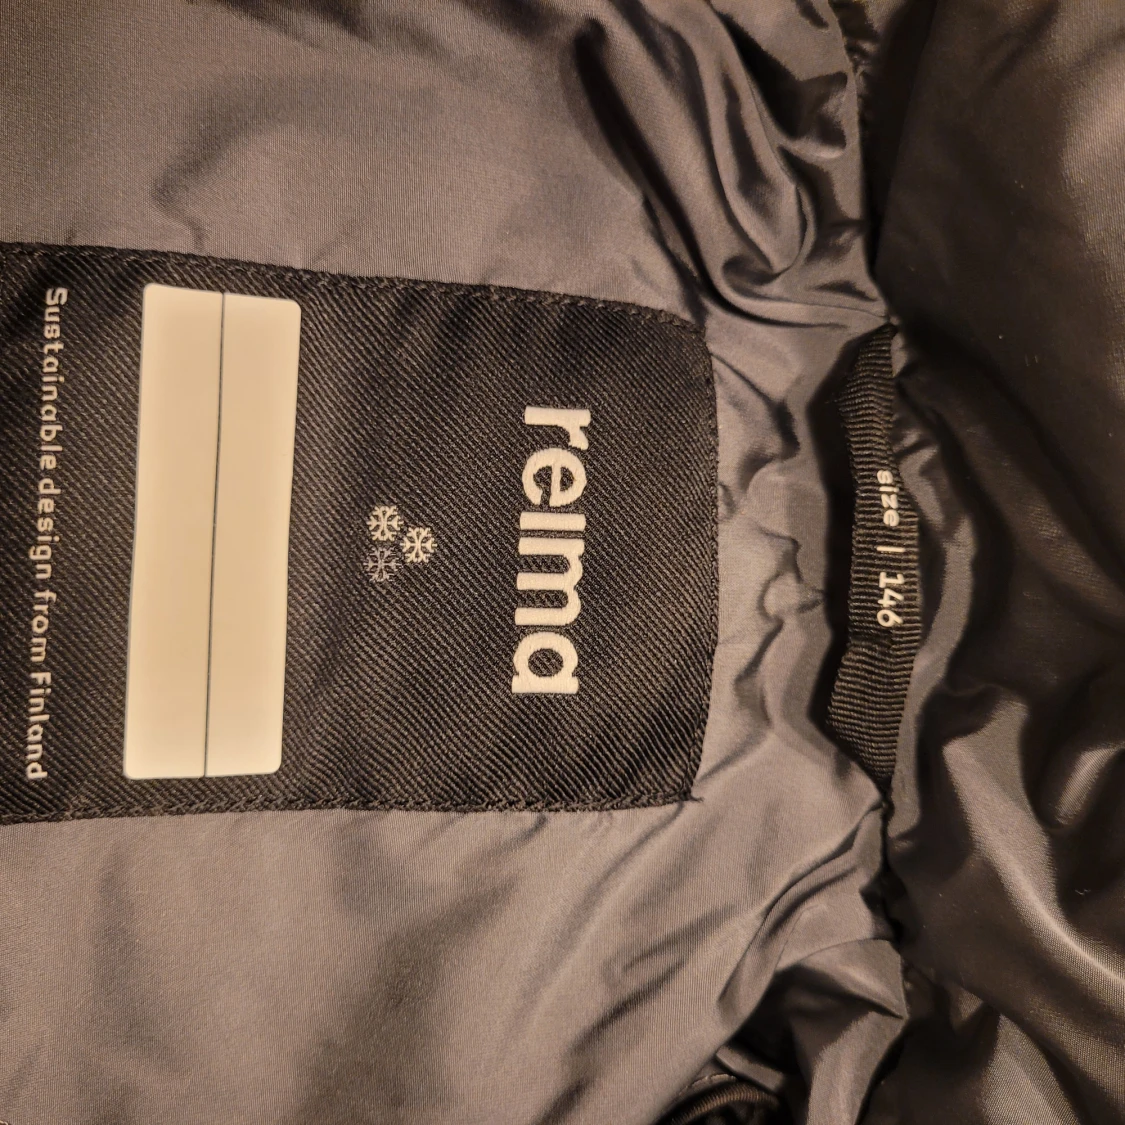 size | 146
reima
Sustainable design from Finland